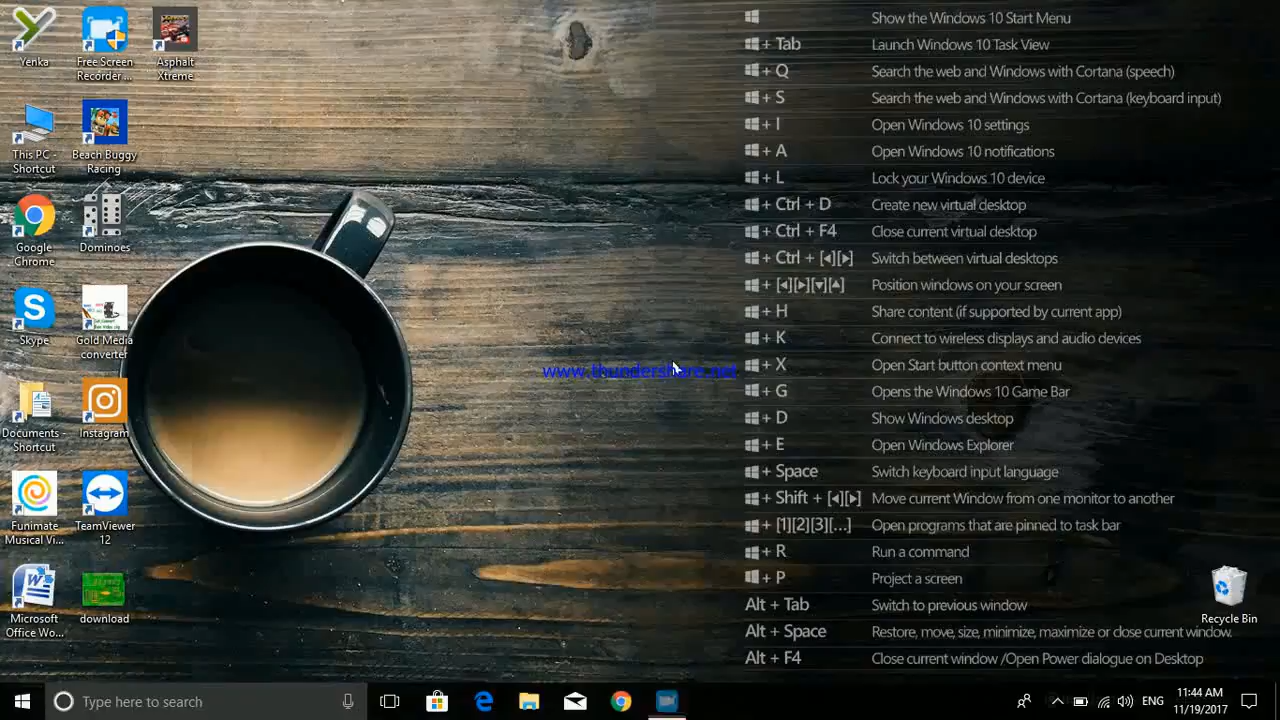 Yenka
Free Screen
Recorder ...
Asphalt
Xtreme
This PC -
Shortcut
Beach Buggy
Racing
Google
Chrome
Dominoes
Skype
Gold Media
converter
Documents -
Shortcut
Instagram
Funimate
Musical Vi...
TeamViewer
12
Microsoft
Office Wo...
download
www.thundershare.net
Show the Windows 10 Start Menu
+ Tab Launch Windows 10 Task View
+ Q Search the web and Windows with Cortana (speech)
+ S Search the web and Windows with Cortana (keyboard input)
+ I Open Windows 10 settings
+ A Open Windows 10 notifications
+ L Lock your Windows 10 device
+ Ctrl + D Create new virtual desktop
+ Ctrl + F4 Close current virtual desktop
+ Ctrl + [◄][►] Switch between virtual desktops
+ [◄][►][▼][▲] Position windows on your screen
+ H Share content (if supported by current app)
+ K Connect to wireless displays and audio devices
+ X Open Start button context menu
+ G Opens the Windows 10 Game Bar
+ D Show Windows desktop
+ E Open Windows Explorer
+ Space Switch keyboard input language
+ Shift + [◄][►] Move current Window from one monitor to another
+ [1][2][3][...] Open programs that are pinned to task bar
+ R Run a command
+ P Project a screen
Alt + Tab Switch to previous window
Alt + Space Restore, move, size, minimize, maximize or close current window.
Alt + F4 Close current window /Open Power dialogue on Desktop
Recycle Bin
Type here to search
ENG
11:44 AM
11/19/2017